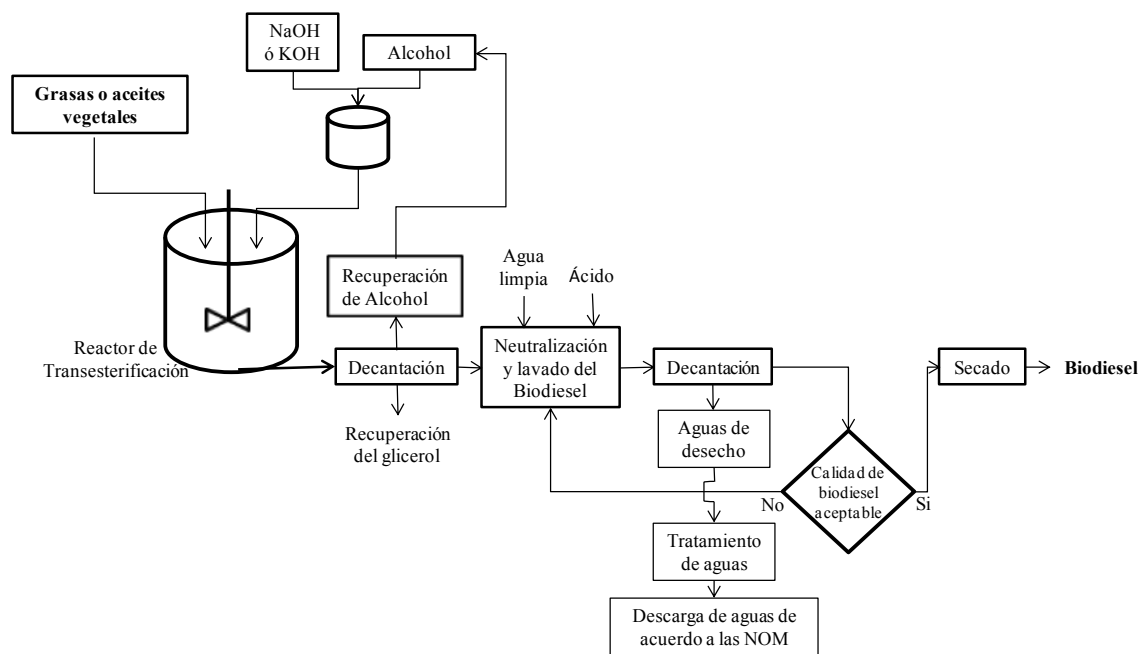 NaOH
ó KOH
Alcohol
Grasas o aceites
vegetales
Agua
limpia
Ácido
Recuperación
de Alcohol
Reactor de
Transesterificación
Decantación
Neutralización
y lavado del
Biodiesel
Decantación
Secado
Biodiesel
Recuperación
del glicerol
Aguas de
desecho
Calidad de
biodiesel
aceptable
No
Si
Tratamiento
de aguas
Descarga de aguas de
acuerdo a las NOM